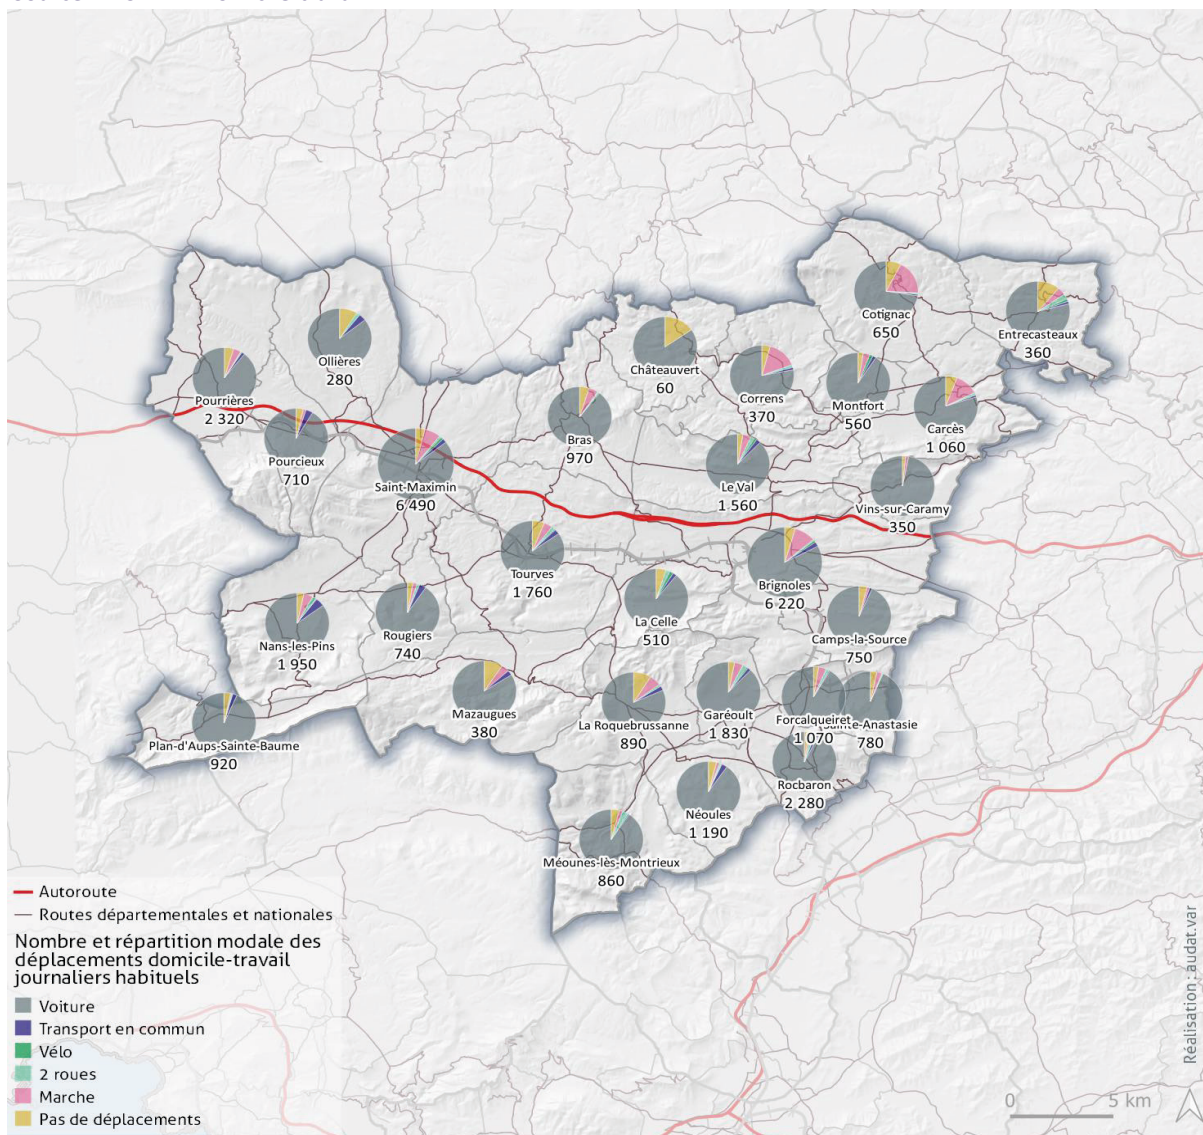 Cotignac
650
Entrecasteaux
360
Ollières
280
Châteauvert
60
Pourrières
2 320
Correns
370
Montfort
560
Carcès
1 060
Bras
970
Pourcieux
710
Saint-Maximin
6 490
Le Val
1 560
Vins-sur-Caramy
350
Tourves
1 760
Brignoles
6 220
La Celle
510
Camps-la-Source
750
Rougiers
740
Nans-les-Pins
1 950
Mazaugues
380
La Roquebrussanne
890
Garéoult
1 830
Forcalqueiret
1 070
Sainte-Anastasie
780
Plan-d'Aups-Sainte-Baume
920
Rocbaron
2 280
Néoules
1 190
Méounes-lès-Montrieux
860
Autoroute
Routes départementales et nationales
Nombre et répartition modale des
déplacements domicile-travail
journaliers habituels
Voiture
Transport en commun
Vélo
2 roues
Marche
Pas de déplacements
0 5 km
Réalisation : audat.var